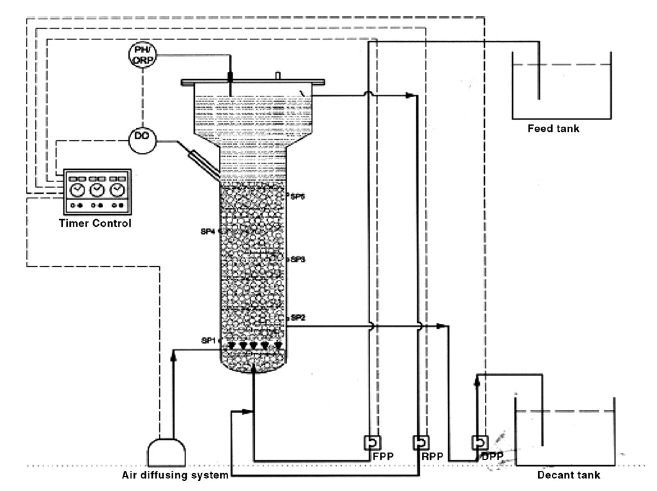 PH/
ORP
Feed tank
DO
Timer Control
SP5
SP4
SP3
SP2
SP1
FPP
RPP
DPP
Air diffusing system
Decant tank